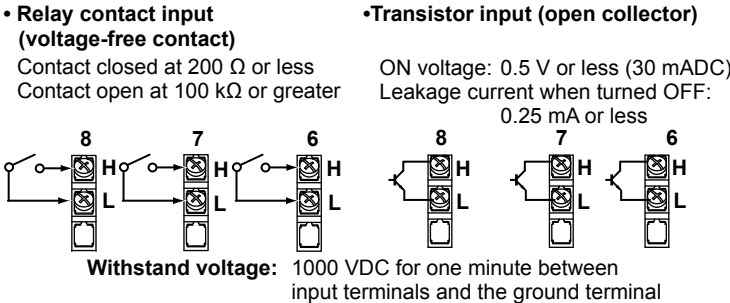 • Relay contact input
(voltage-free contact)
Contact closed at 200 Ω or less
Contact open at 100 kΩ or greater
8 7 6
H H H
L L L
•Transistor input (open collector)
ON voltage: 0.5 V or less (30 mADC)
Leakage current when turned OFF:
0.25 mA or less
8 7 6
H H H
L L L
Withstand voltage: 1000 VDC for one minute between
input terminals and the ground terminal